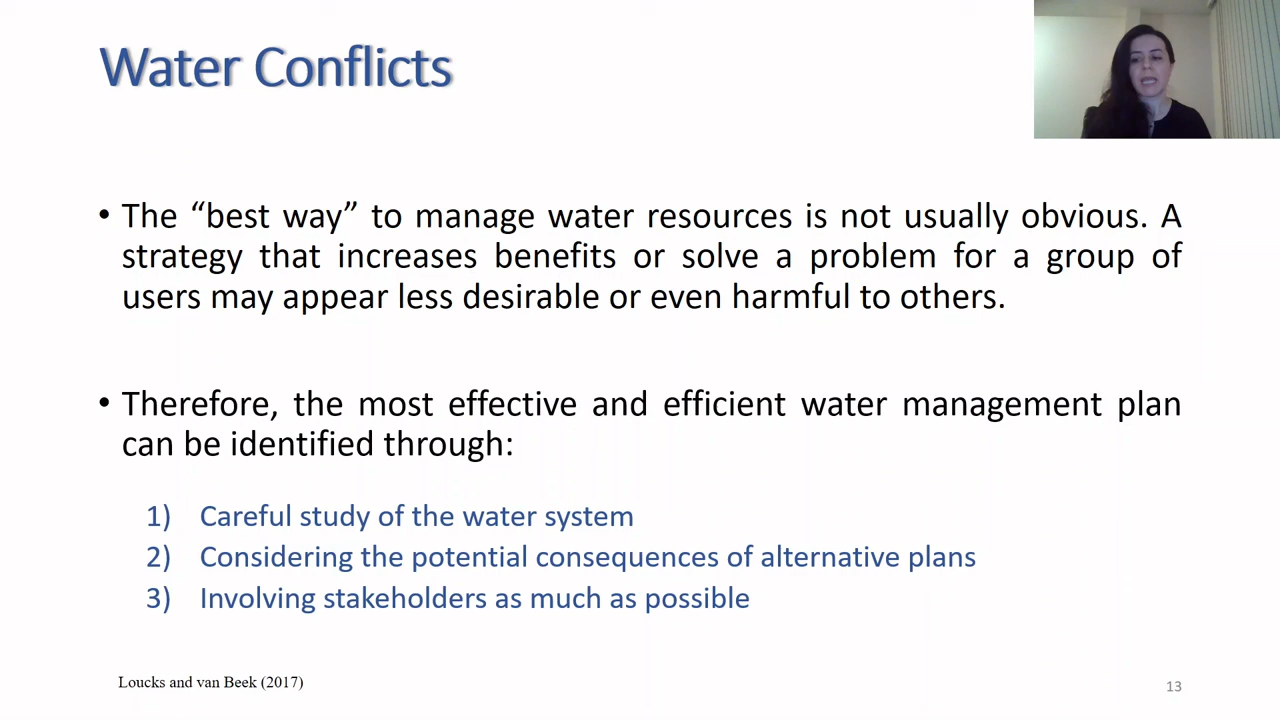 Water Conflicts
• The “best way” to manage water resources is not usually obvious. A
strategy that increases benefits or solve a problem for a group of
users may appear less desirable or even harmful to others.
• Therefore, the most effective and efficient water management plan
can be identified through:
1) Careful study of the water system
2) Considering the potential consequences of alternative plans
3) Involving stakeholders as much as possible
Loucks and van Beek (2017)
13